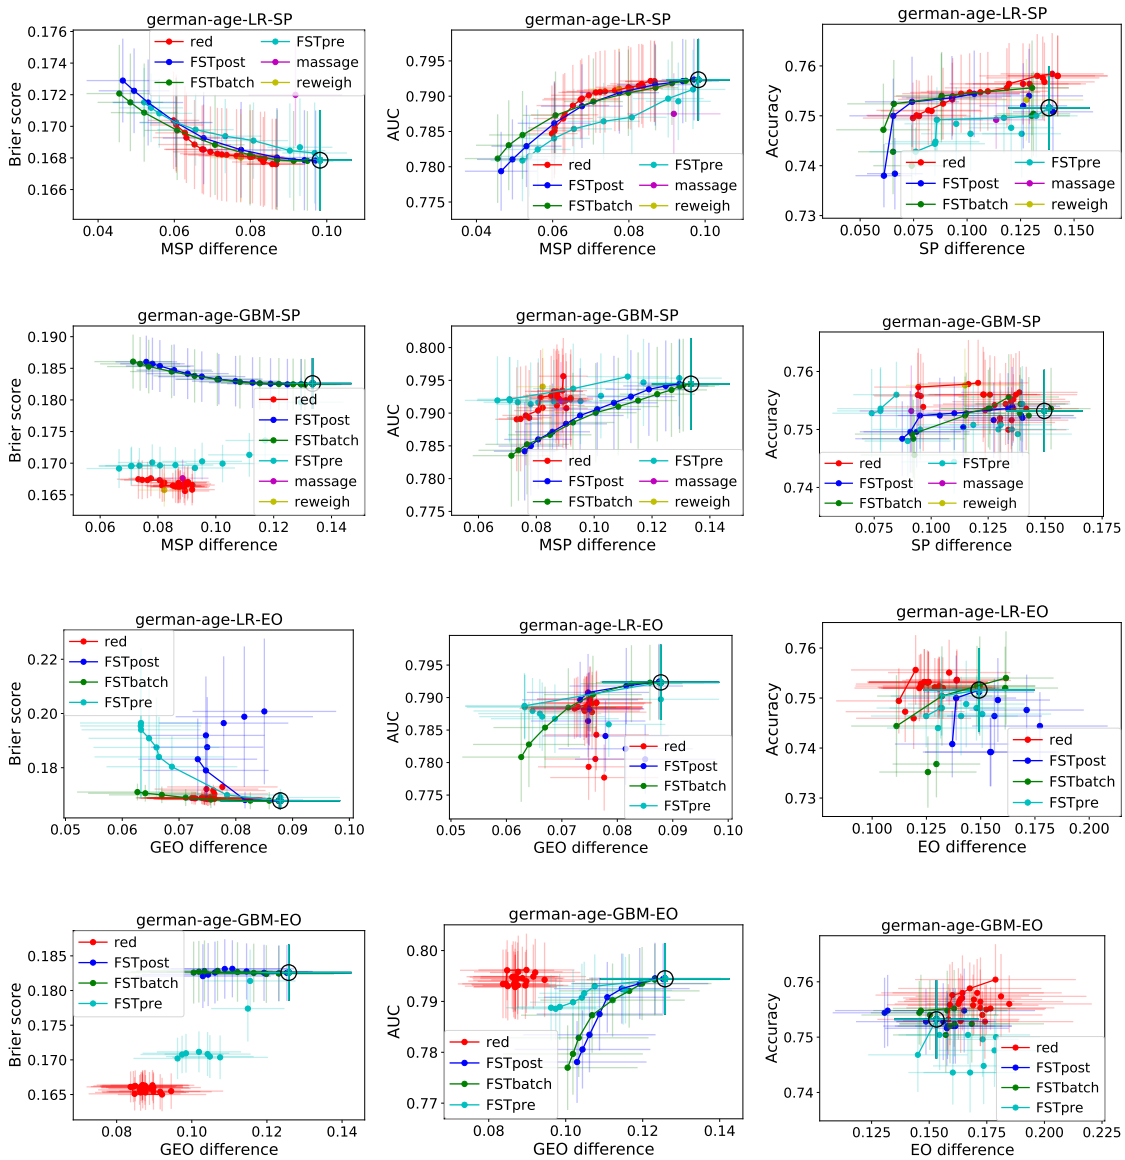 german-age-LR-SP
Brier score
0.176
0.174
0.172
0.170
0.168
0.166
red
FSTpost
FSTbatch
FSTpre
massage
reweigh
0.04 0.06 0.08 0.10
MSP difference
german-age-LR-SP
AUC
0.795
0.790
0.785
0.780
0.775
red
FSTpost
FSTbatch
FSTpre
massage
reweigh
0.04 0.06 0.08 0.10
MSP difference
german-age-LR-SP
Accuracy
0.76
0.75
0.74
0.73
red
FSTpost
FSTbatch
FSTpre
massage
reweigh
0.050 0.075 0.100 0.125 0.150
SP difference
german-age-GBM-SP
Brier score
0.190
0.185
0.180
0.175
0.170
0.165
red
FSTpost
FSTbatch
FSTpre
massage
reweigh
0.06 0.08 0.10 0.12 0.14
MSP difference
german-age-GBM-SP
AUC
0.800
0.795
0.790
0.785
0.780
0.775
red
FSTpost
FSTbatch
FSTpre
massage
reweigh
0.06 0.08 0.10 0.12 0.14
MSP difference
german-age-GBM-SP
Accuracy
0.76
0.75
0.74
red
FSTpost
FSTbatch
FSTpre
massage
reweigh
0.075 0.100 0.125 0.150 0.175
SP difference
german-age-LR-EO
Brier score
0.22
0.20
0.18
red
FSTpost
FSTbatch
FSTpre
0.05 0.06 0.07 0.08 0.09 0.10
GEO difference
german-age-LR-EO
AUC
0.795
0.790
0.785
0.780
0.775
red
FSTpost
FSTbatch
FSTpre
0.05 0.06 0.07 0.08 0.09 0.10
GEO difference
german-age-LR-EO
Accuracy
0.76
0.75
0.74
0.73
red
FSTpost
FSTbatch
FSTpre
0.100 0.125 0.150 0.175 0.200
EO difference
german-age-GBM-EO
Brier score
0.185
0.180
0.175
0.170
0.165
red
FSTpost
FSTbatch
FSTpre
0.08 0.10 0.12 0.14
GEO difference
german-age-GBM-EO
AUC
0.80
0.79
0.78
0.77
red
FSTpost
FSTbatch
FSTpre
0.08 0.10 0.12 0.14
GEO difference
german-age-GBM-EO
Accuracy
0.76
0.75
0.74
red
FSTpost
FSTbatch
FSTpre
0.125 0.150 0.175 0.200 0.225
EO difference